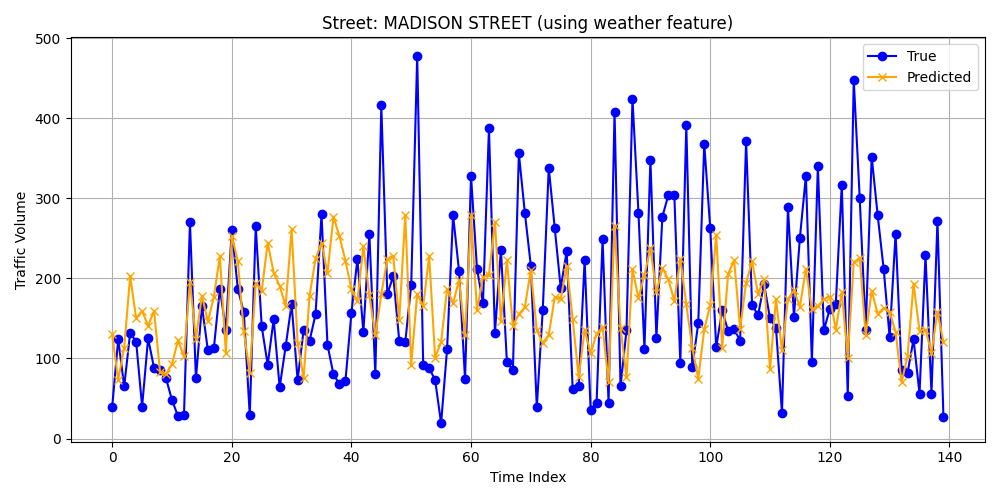 Street: MADISON STREET (using weather feature)
True
Predicted
Traffic Volume
500
400
300
200
100
0
0 20 40 60 80 100 120 140
Time Index